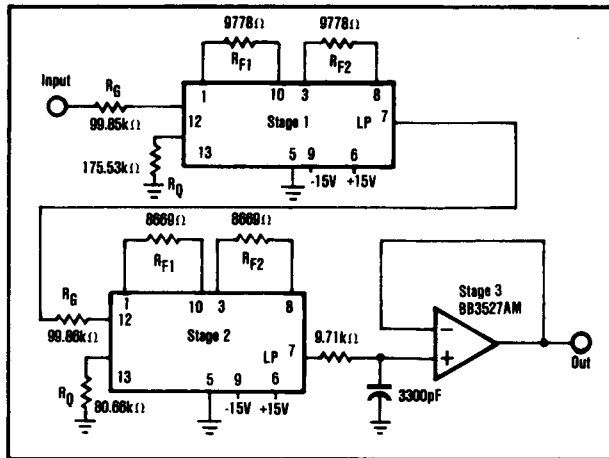 9778Ω 9778Ω
RF1 RF2
Input
RG
1 10 3 8
99.85kΩ
12 Stage 1 LP 7
13
175.53kΩ
RQ
5 9 6
-15V +15V
8669Ω 8669Ω
RF1 RF2
RG
1 10 3 8
12
99.86kΩ
Stage 2
LP 7
13
RQ
80.66kΩ
5 9 6
-15V +15V
9.71kΩ
3300pF
Stage 3
BB3527AM
−
+
Out